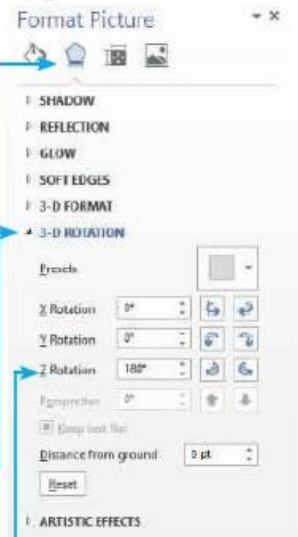 Format Picture
SHADOW
REFLECTION
GLOW
SOFT EDGES
3-D FORMAT
3-D ROTATION
Presets
X Rotation 0°
Y Rotation 0°
Z Rotation 180°
Perspective 0°
Keep text flat
Distance from ground 0 pt
Reset
ARTISTIC EFFECTS